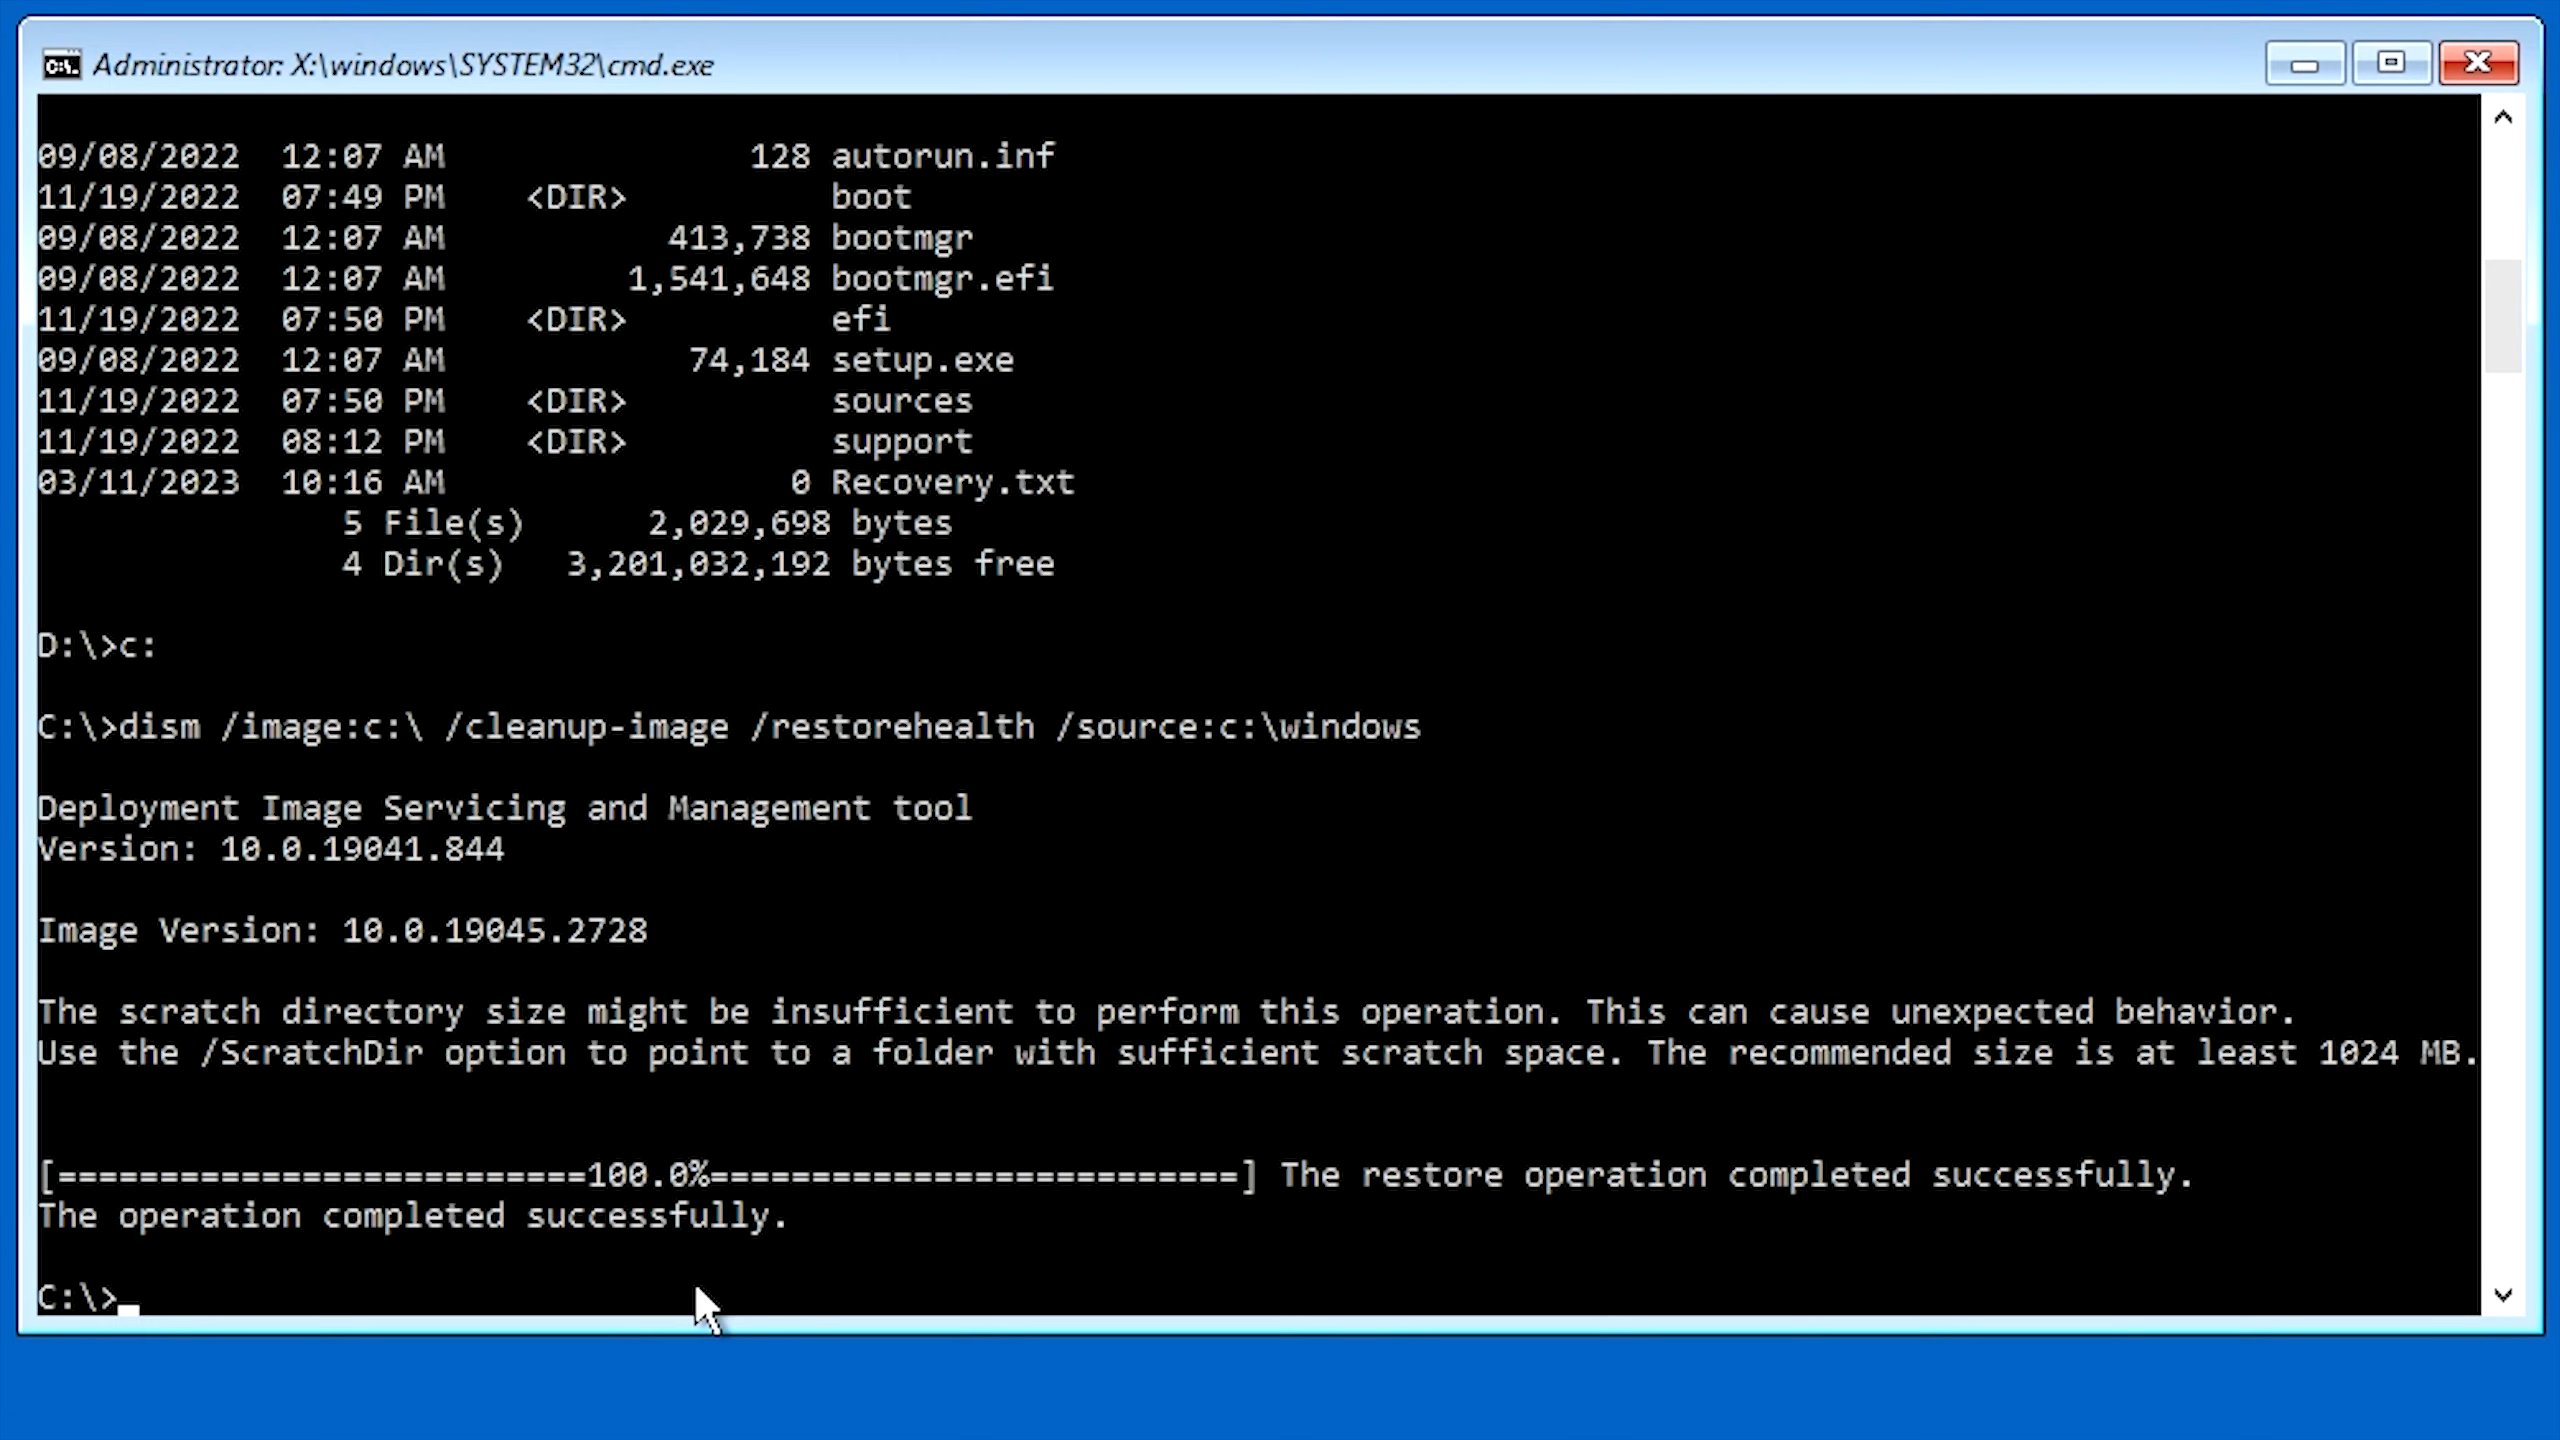 Administrator: X:\windows\SYSTEM32\cmd.exe
09/08/2022  12:07 AM               128 autorun.inf
11/19/2022  07:49 PM    <DIR>          boot
09/08/2022  12:07 AM           413,738 bootmgr
09/08/2022  12:07 AM         1,541,648 bootmgr.efi
11/19/2022  07:50 PM    <DIR>          efi
09/08/2022  12:07 AM            74,184 setup.exe
11/19/2022  07:50 PM    <DIR>          sources
11/19/2022  08:12 PM    <DIR>          support
03/11/2023  10:16 AM                 0 Recovery.txt
               5 File(s)      2,029,698 bytes
               4 Dir(s)   3,201,032,192 bytes free
D:\>c:
C:\>dism /image:c:\ /cleanup-image /restorehealth /source:c:\windows
Deployment Image Servicing and Management tool
Version: 10.0.19041.844
Image Version: 10.0.19045.2728
The scratch directory size might be insufficient to perform this operation. This can cause unexpected behavior.
Use the /ScratchDir option to point to a folder with sufficient scratch space. The recommended size is at least 1024 MB.
[==========================100.0%==========================] The restore operation completed successfully.
The operation completed successfully.
C:\>